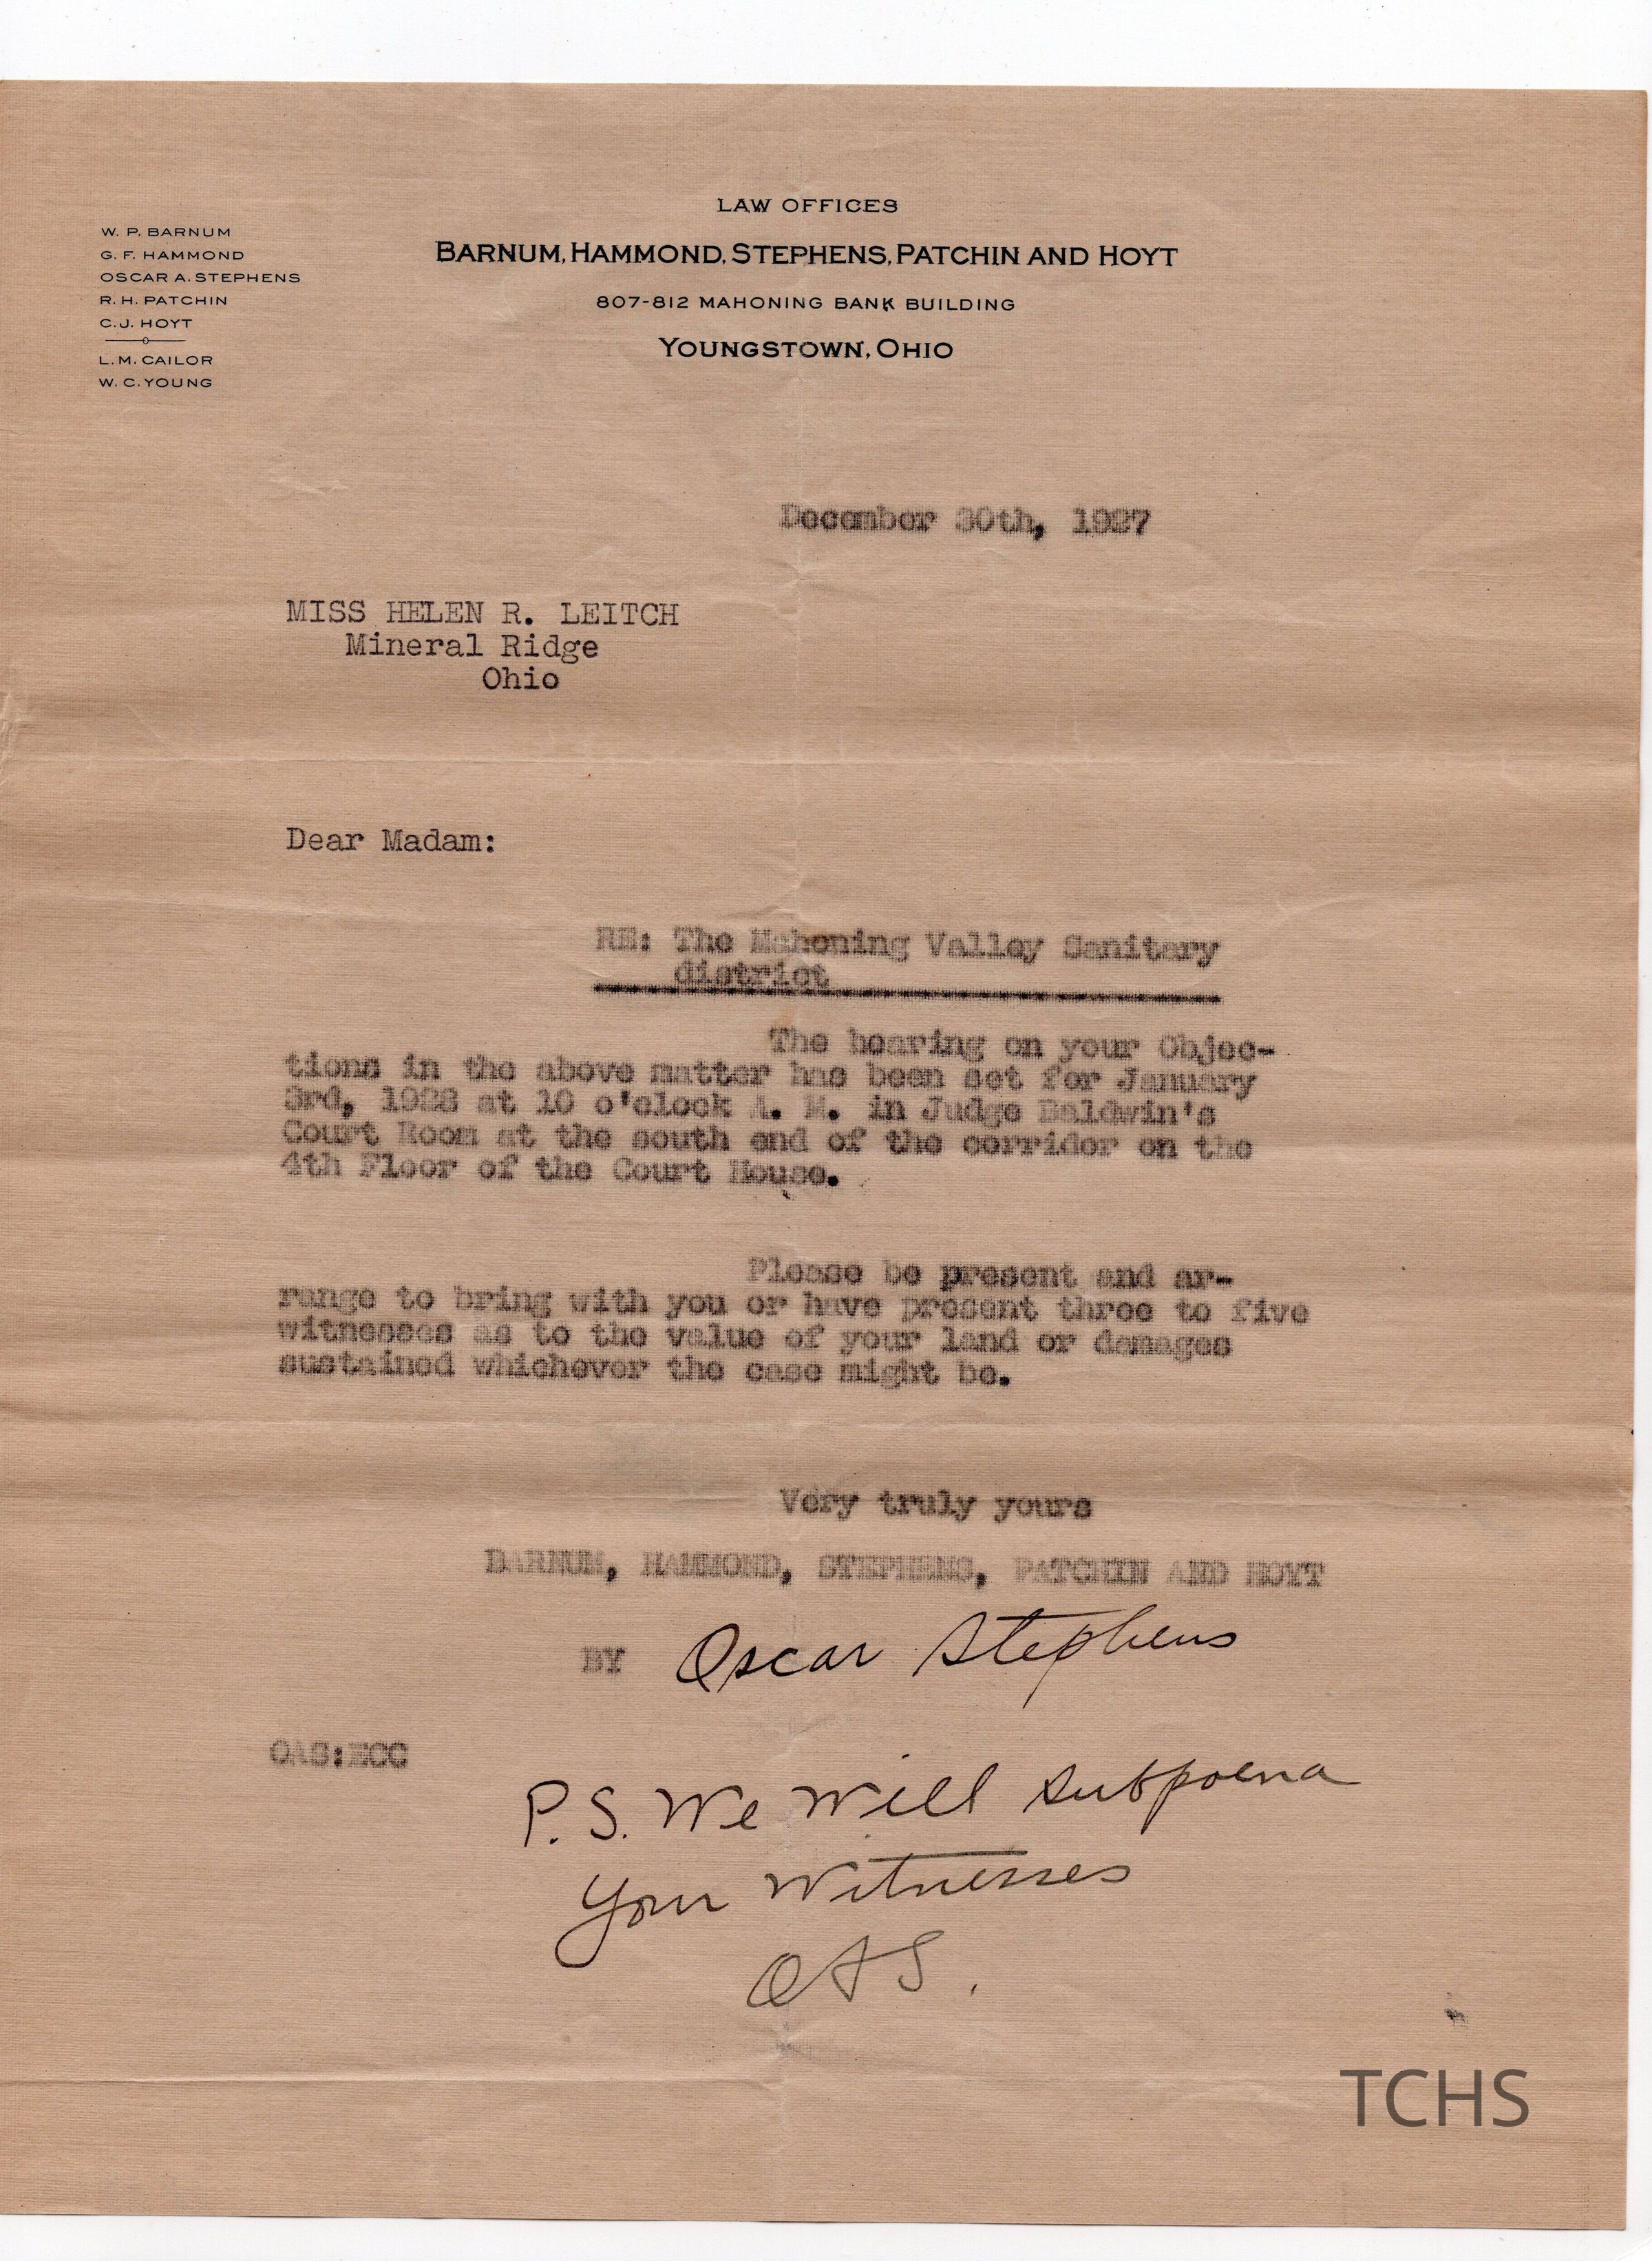 LAW OFFICES
BARNUM, HAMMOND, STEPHENS, PATCHIN AND HOYT
807-812 MAHONING BANK BUILDING
YOUNGSTOWN, OHIO
W. P. BARNUM
G. F. HAMMOND
OSCAR A. STEPHENS
R. H. PATCHIN
C. J. HOYT
L. M. CAILOR
W. C. YOUNG
December 30th, 1927
MISS HELEN R. LEITCH
Mineral Ridge
Ohio
Dear Madam:
RE: The Mahoning Valley Sanitary
district
The hearing on your Objec-
tions in the above matter has been set for January
3rd, 1928 at 10 o'clock A. M. in Judge Baldwin's
Court Room at the south end of the corridor on the
4th Floor of the Court House.
Please be present and ar-
range to bring with you or have present three to five
witnesses as to the value of your land or damages
sustained whichever the case might be.
Very truly yours
BARNUM, HAMMOND, STEPHENS, PATCHIN AND HOYT
BY Oscar Stephens
OAS:ECC
P.S. We Will Subpoena
Your Witnesses
OAS.
TCHS